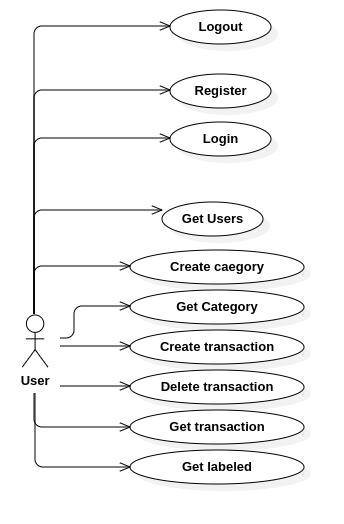 Logout
Register
Login
Get Users
Create caegory
Get Category
Create transaction
User
Delete transaction
Get transaction
Get labeled